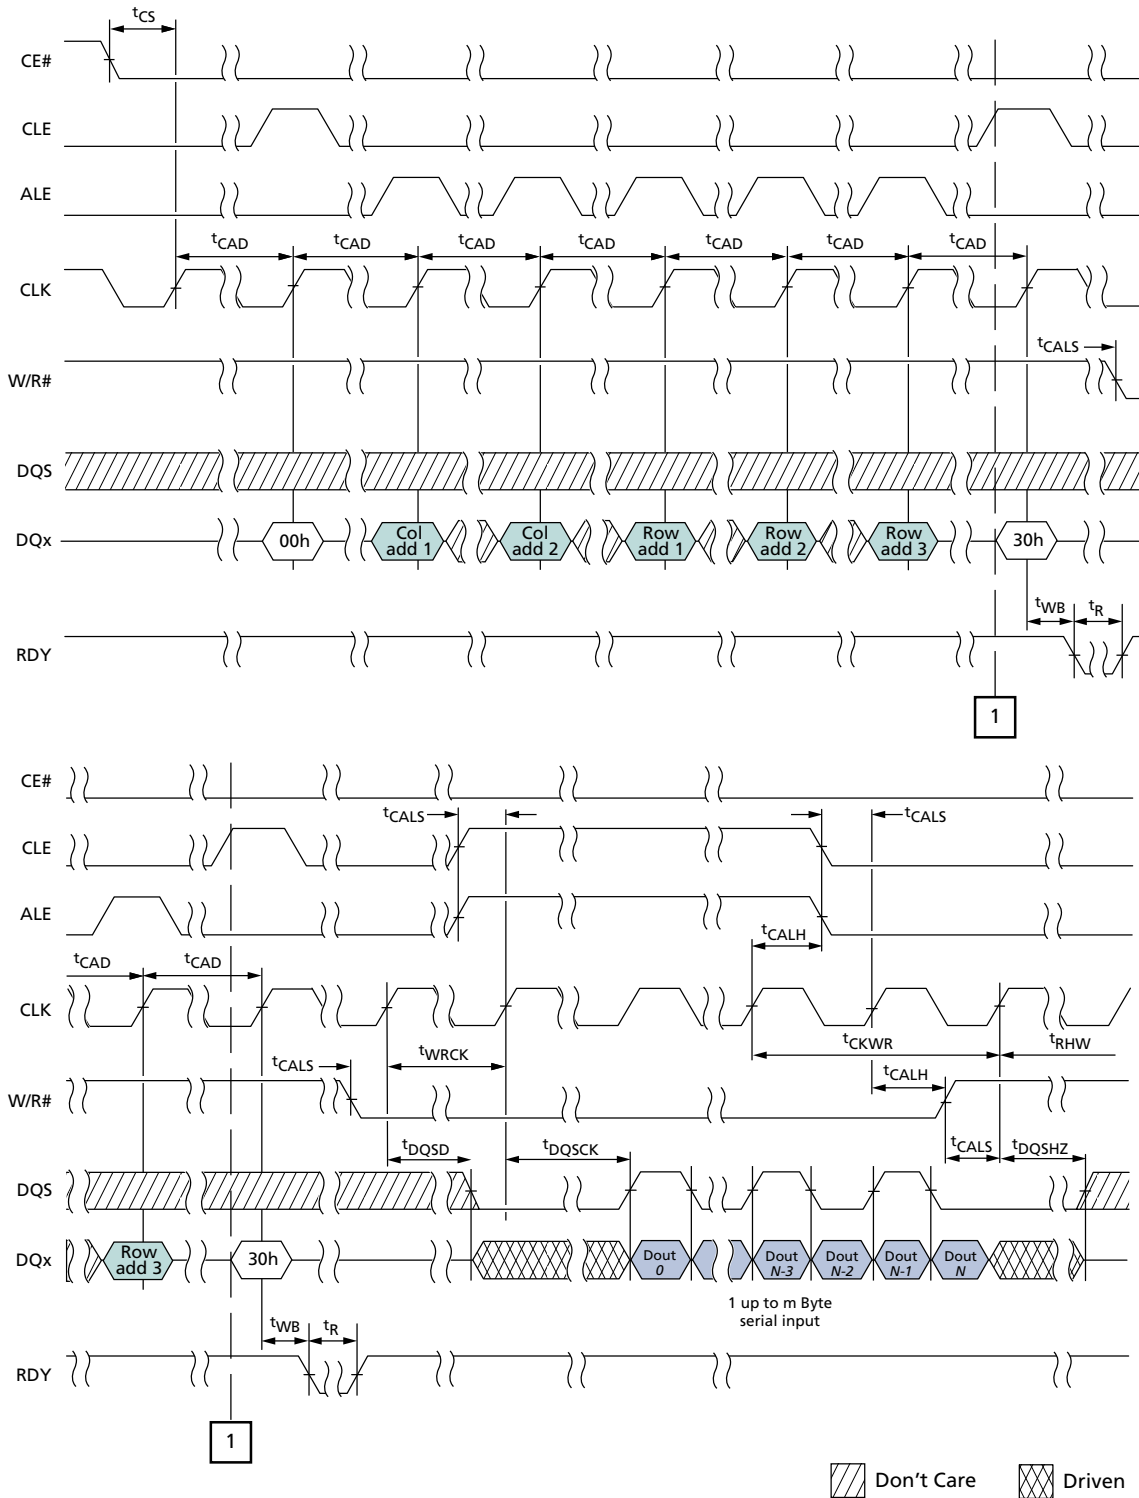 tCS
CE#
CLE
ALE
tCAD tCAD tCAD tCAD tCAD tCAD tCAD
CLK
tCALS
W/R#
DQS
DQx
00h
Col add 1
Col add 2
Row add 1
Row add 2
Row add 3
30h
tWB tR
RDY
1
CE#
tCALS tCALS
CLE
ALE
tCALH
tCAD tCAD
CLK
tCKWR tRHW
tWRCK
tCALS
tCALH
W/R#
tDQSD tDQSCK tCALS tDQSHZ
DQS
DQx
Row add 3
30h
Dout 0
Dout N-3
Dout N-2
Dout N-1
Dout N
1 up to m Byte
serial input
tWB tR
RDY
1
Don't Care Driven